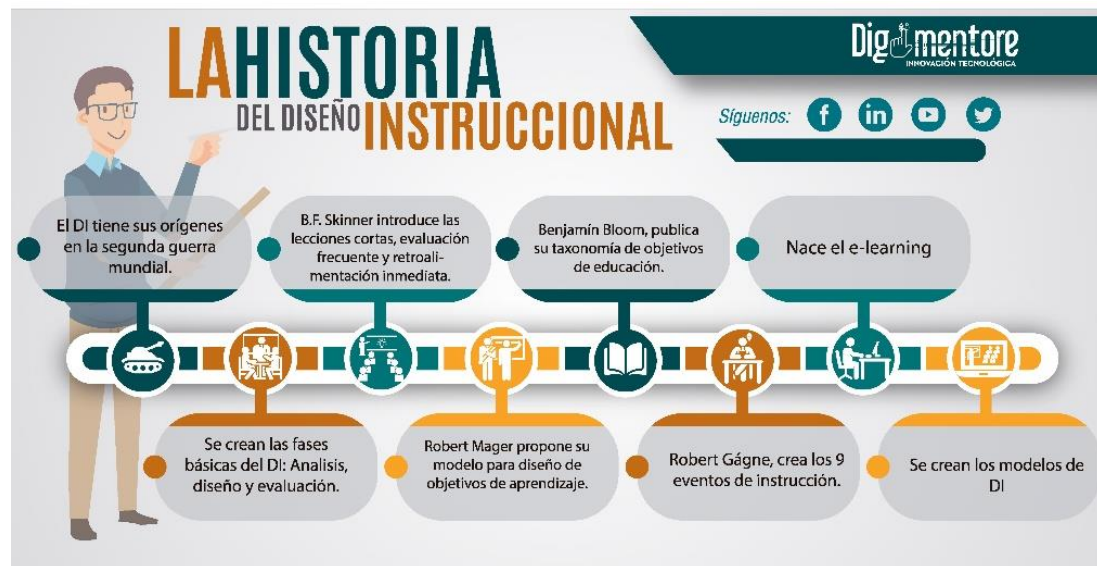 LA HISTORIA
DEL DISEÑO INSTRUCCIONAL
Digmentore
INNOVACIÓN TECNOLÓGICA
Síguenos:
El DI tiene sus orígenes
en la segunda guerra
mundial.
Se crean las fases
básicas del DI: Analisis,
diseño y evaluación.
B.F. Skinner introduce las
lecciones cortas, evaluación
frecuente y retroali-
mentación inmediata.
Robert Mager propone su
modelo para diseño de
objetivos de aprendizaje.
Benjamín Bloom, publica
su taxonomía de objetivos
de educación.
Robert Gágne, crea los 9
eventos de instrucción.
Nace el e-learning
Se crean los modelos de
DI